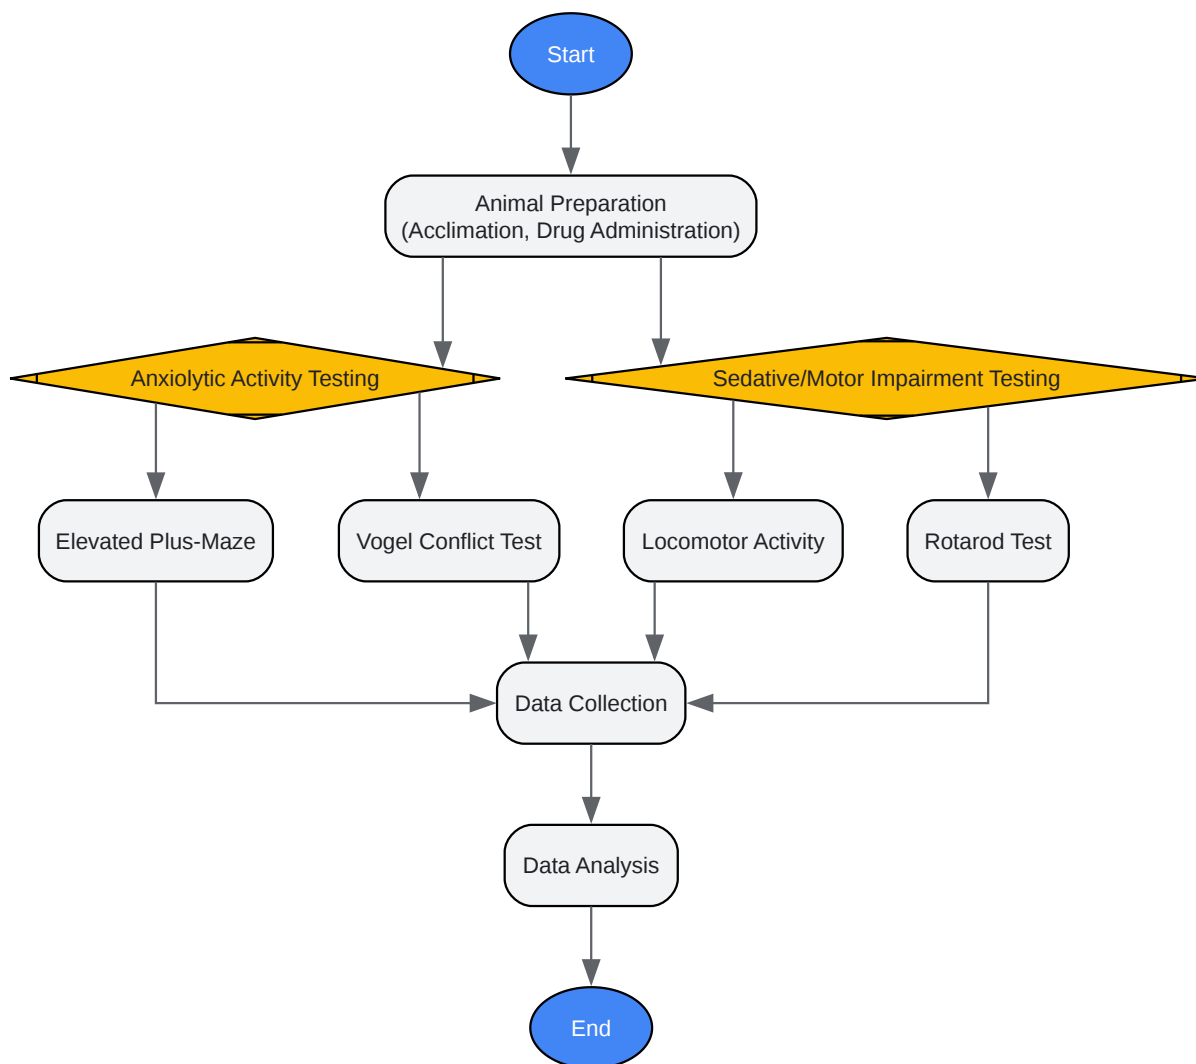 Start
Animal Preparation
(Acclimation, Drug Administration)
Anxiolytic Activity Testing
Sedative/Motor Impairment Testing
Elevated Plus-Maze
Vogel Conflict Test
Locomotor Activity
Rotarod Test
Data Collection
Data Analysis
End